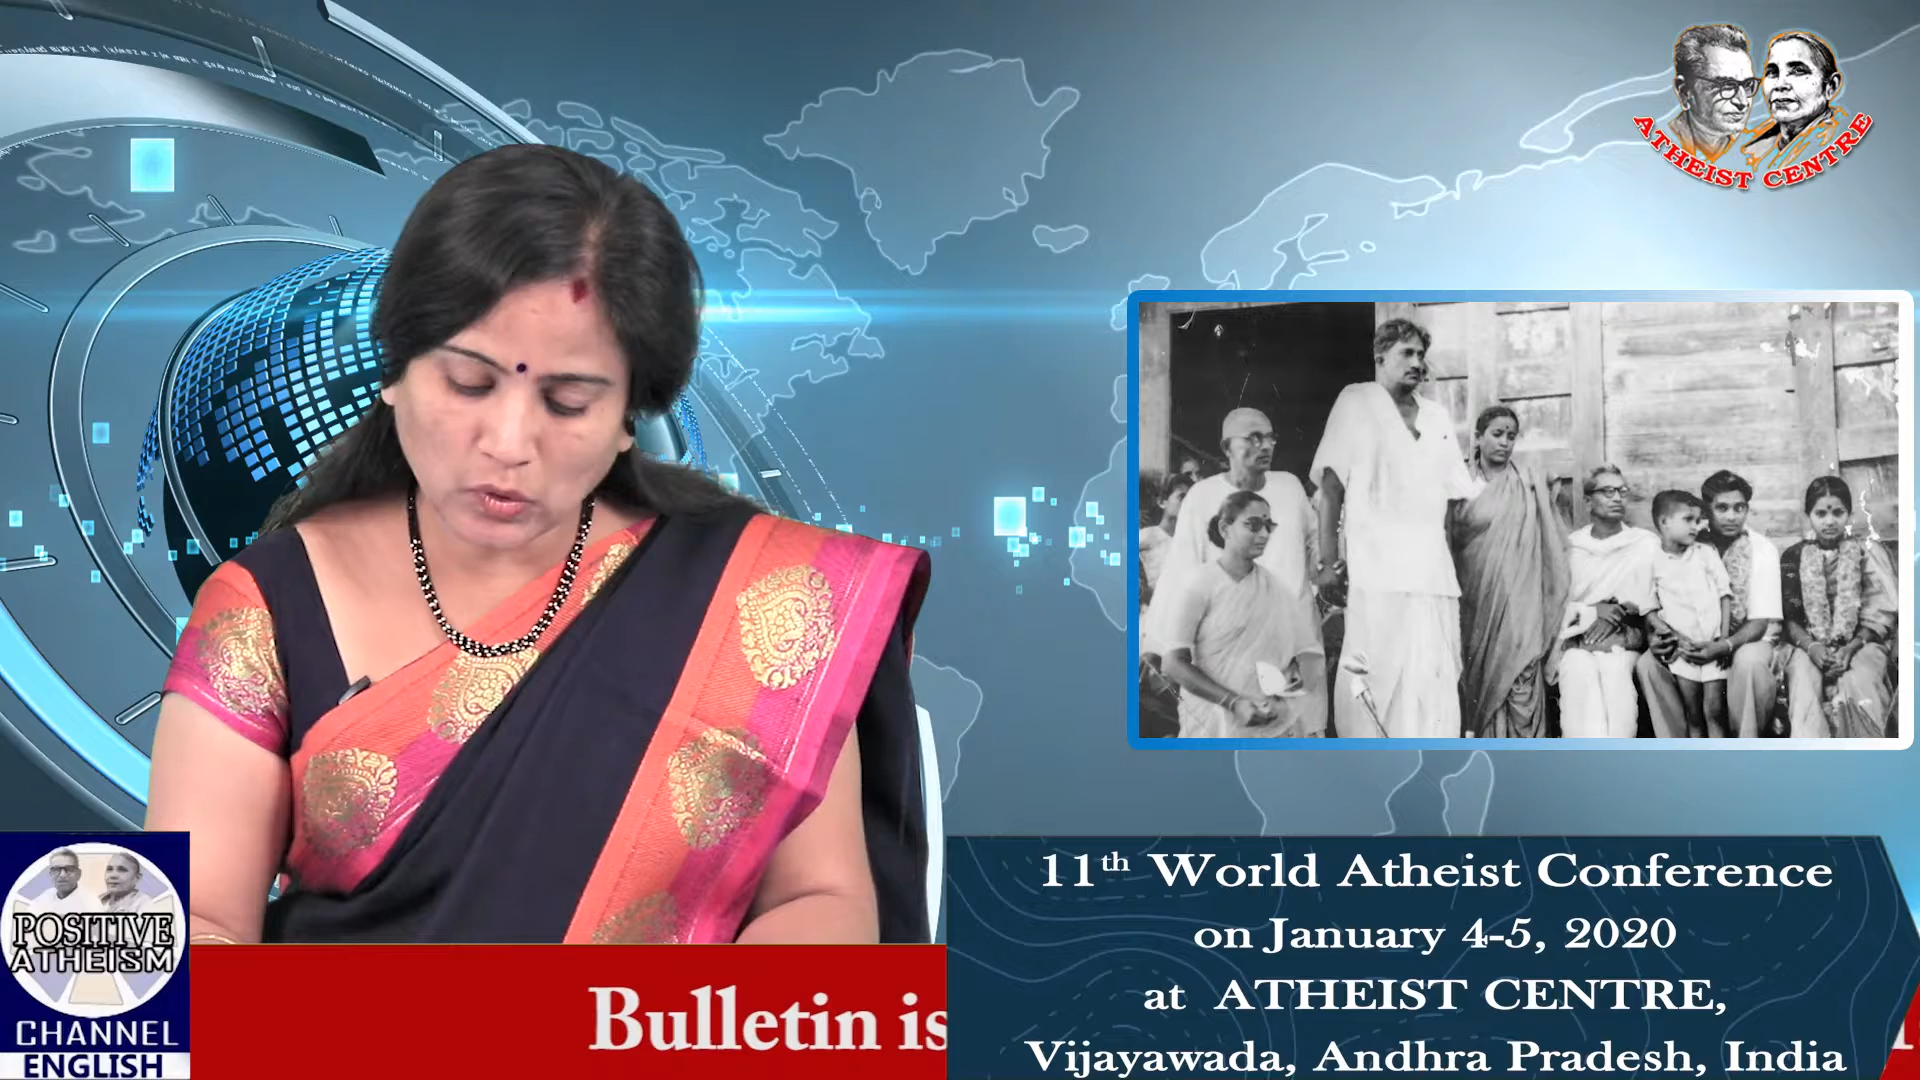 ATHEIST CENTRE
11th World Atheist Conference
on January 4-5, 2020
at ATHEIST CENTRE,
Vijayawada, Andhra Pradesh, India
Bulletin is
POSITIVE
ATHEISM
CHANNEL
ENGLISH